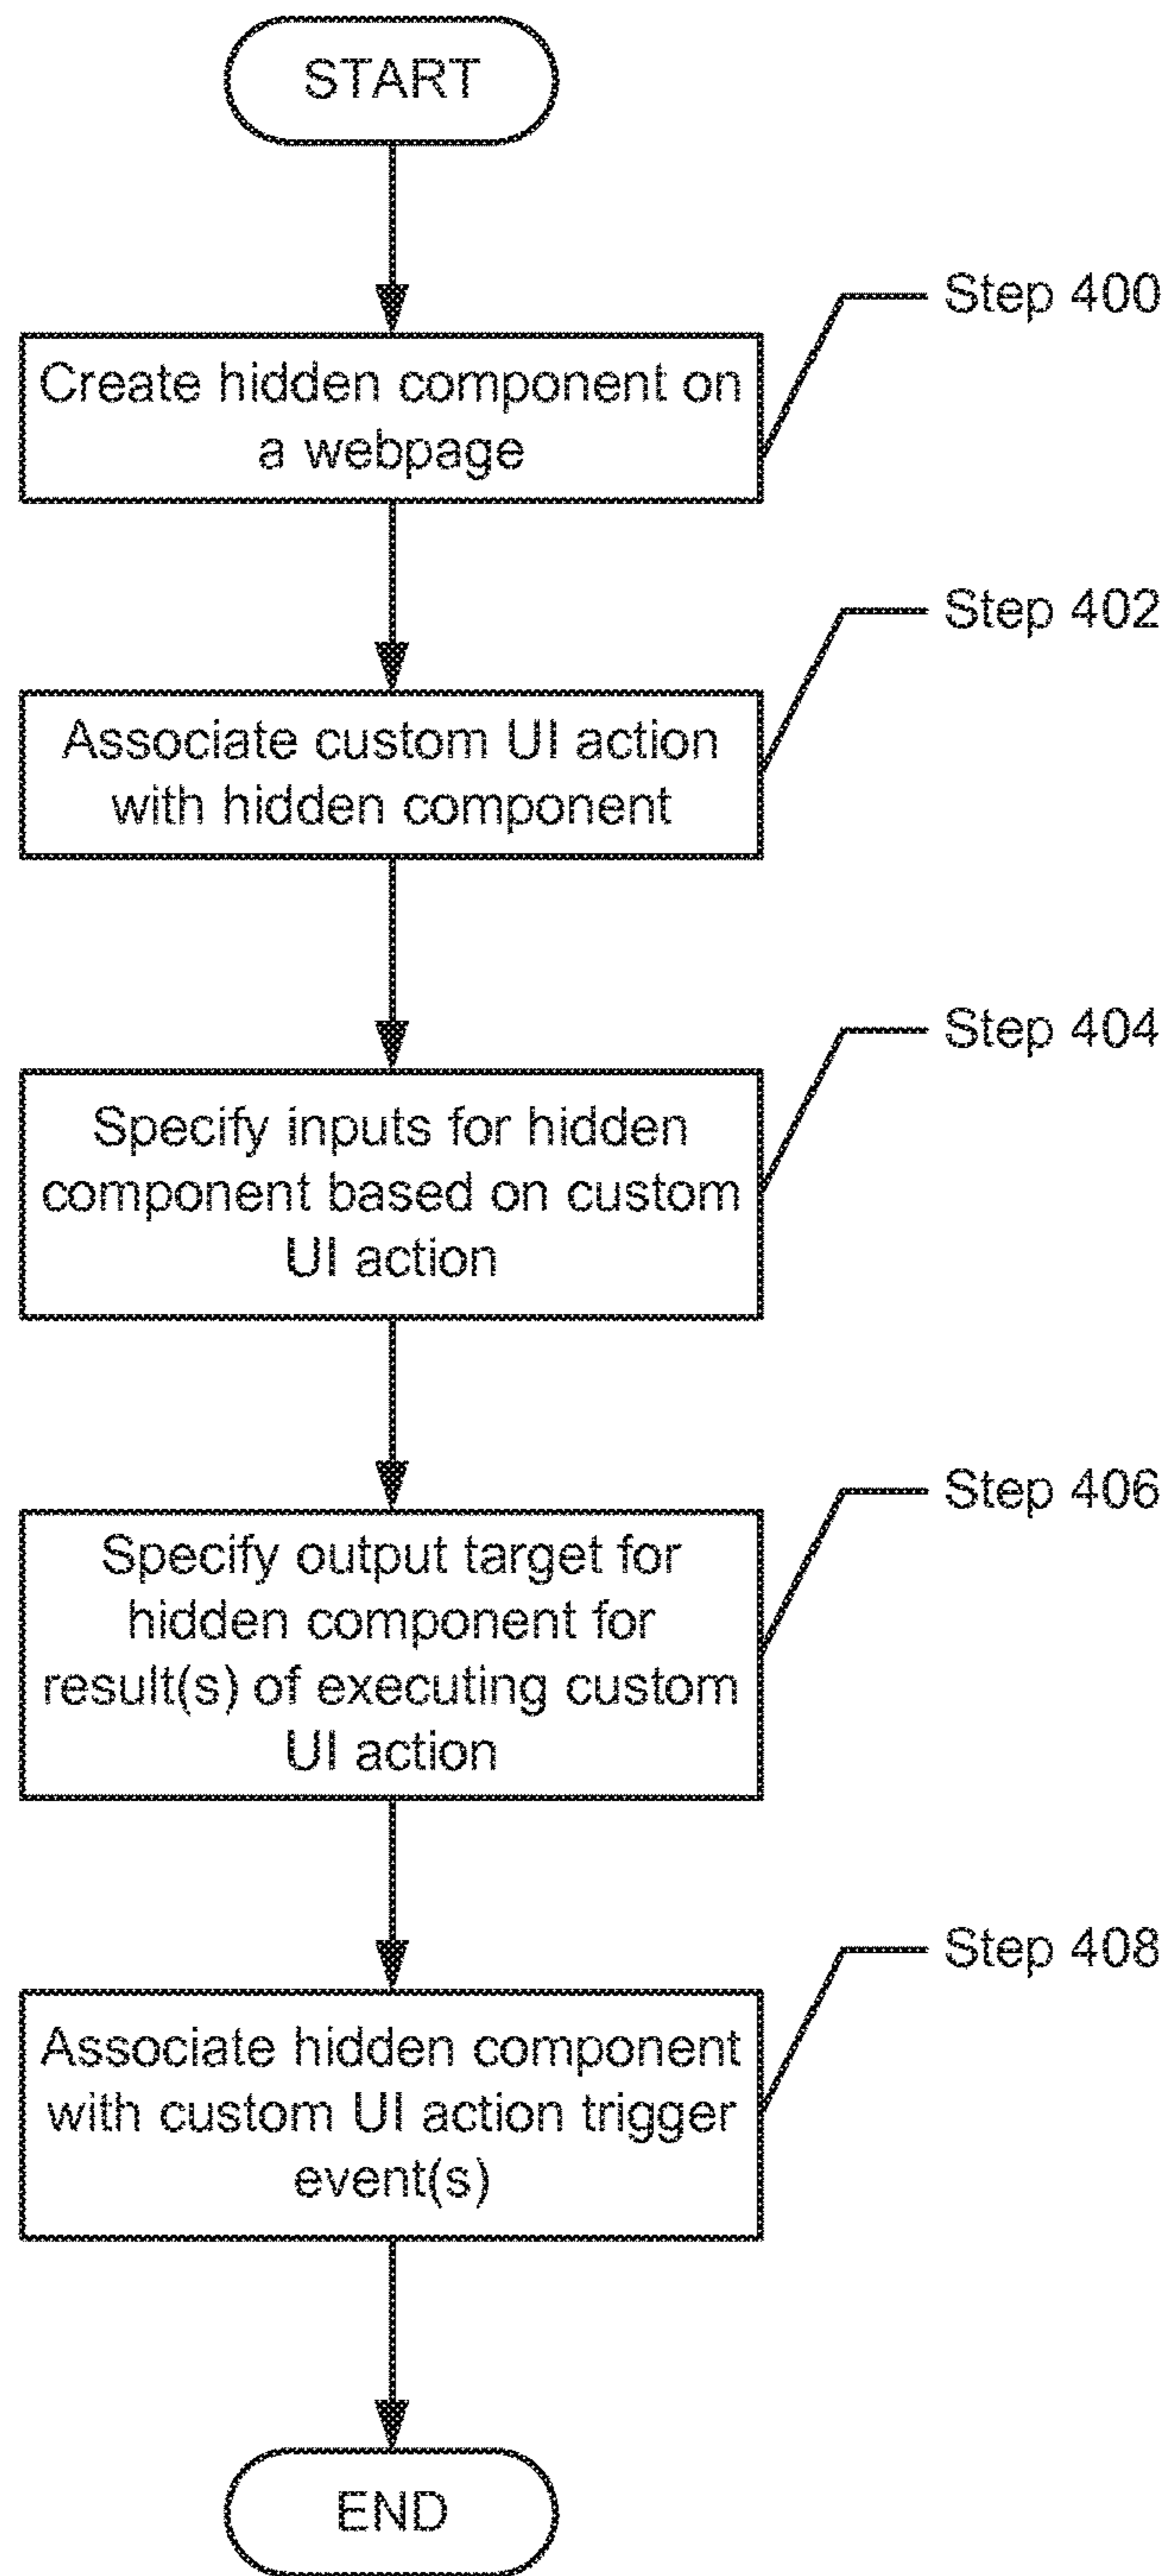 START
Step 400
Create hidden component on
a webpage
Step 402
Associate custom UI action
with hidden component
Step 404
Specify inputs for hidden
component based on custom
UI action
Step 406
Specify output target for
hidden component for
result(s) of executing custom
UI action
Step 408
Associate hidden component
with custom UI action trigger
event(s)
END